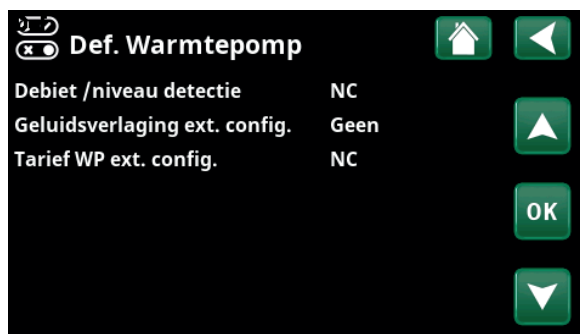 Def. Warmtepomp
Debiet /niveau detectie NC
Geluidsverlaging ext. config. Geen
Tarief WP ext. config. NC
OK